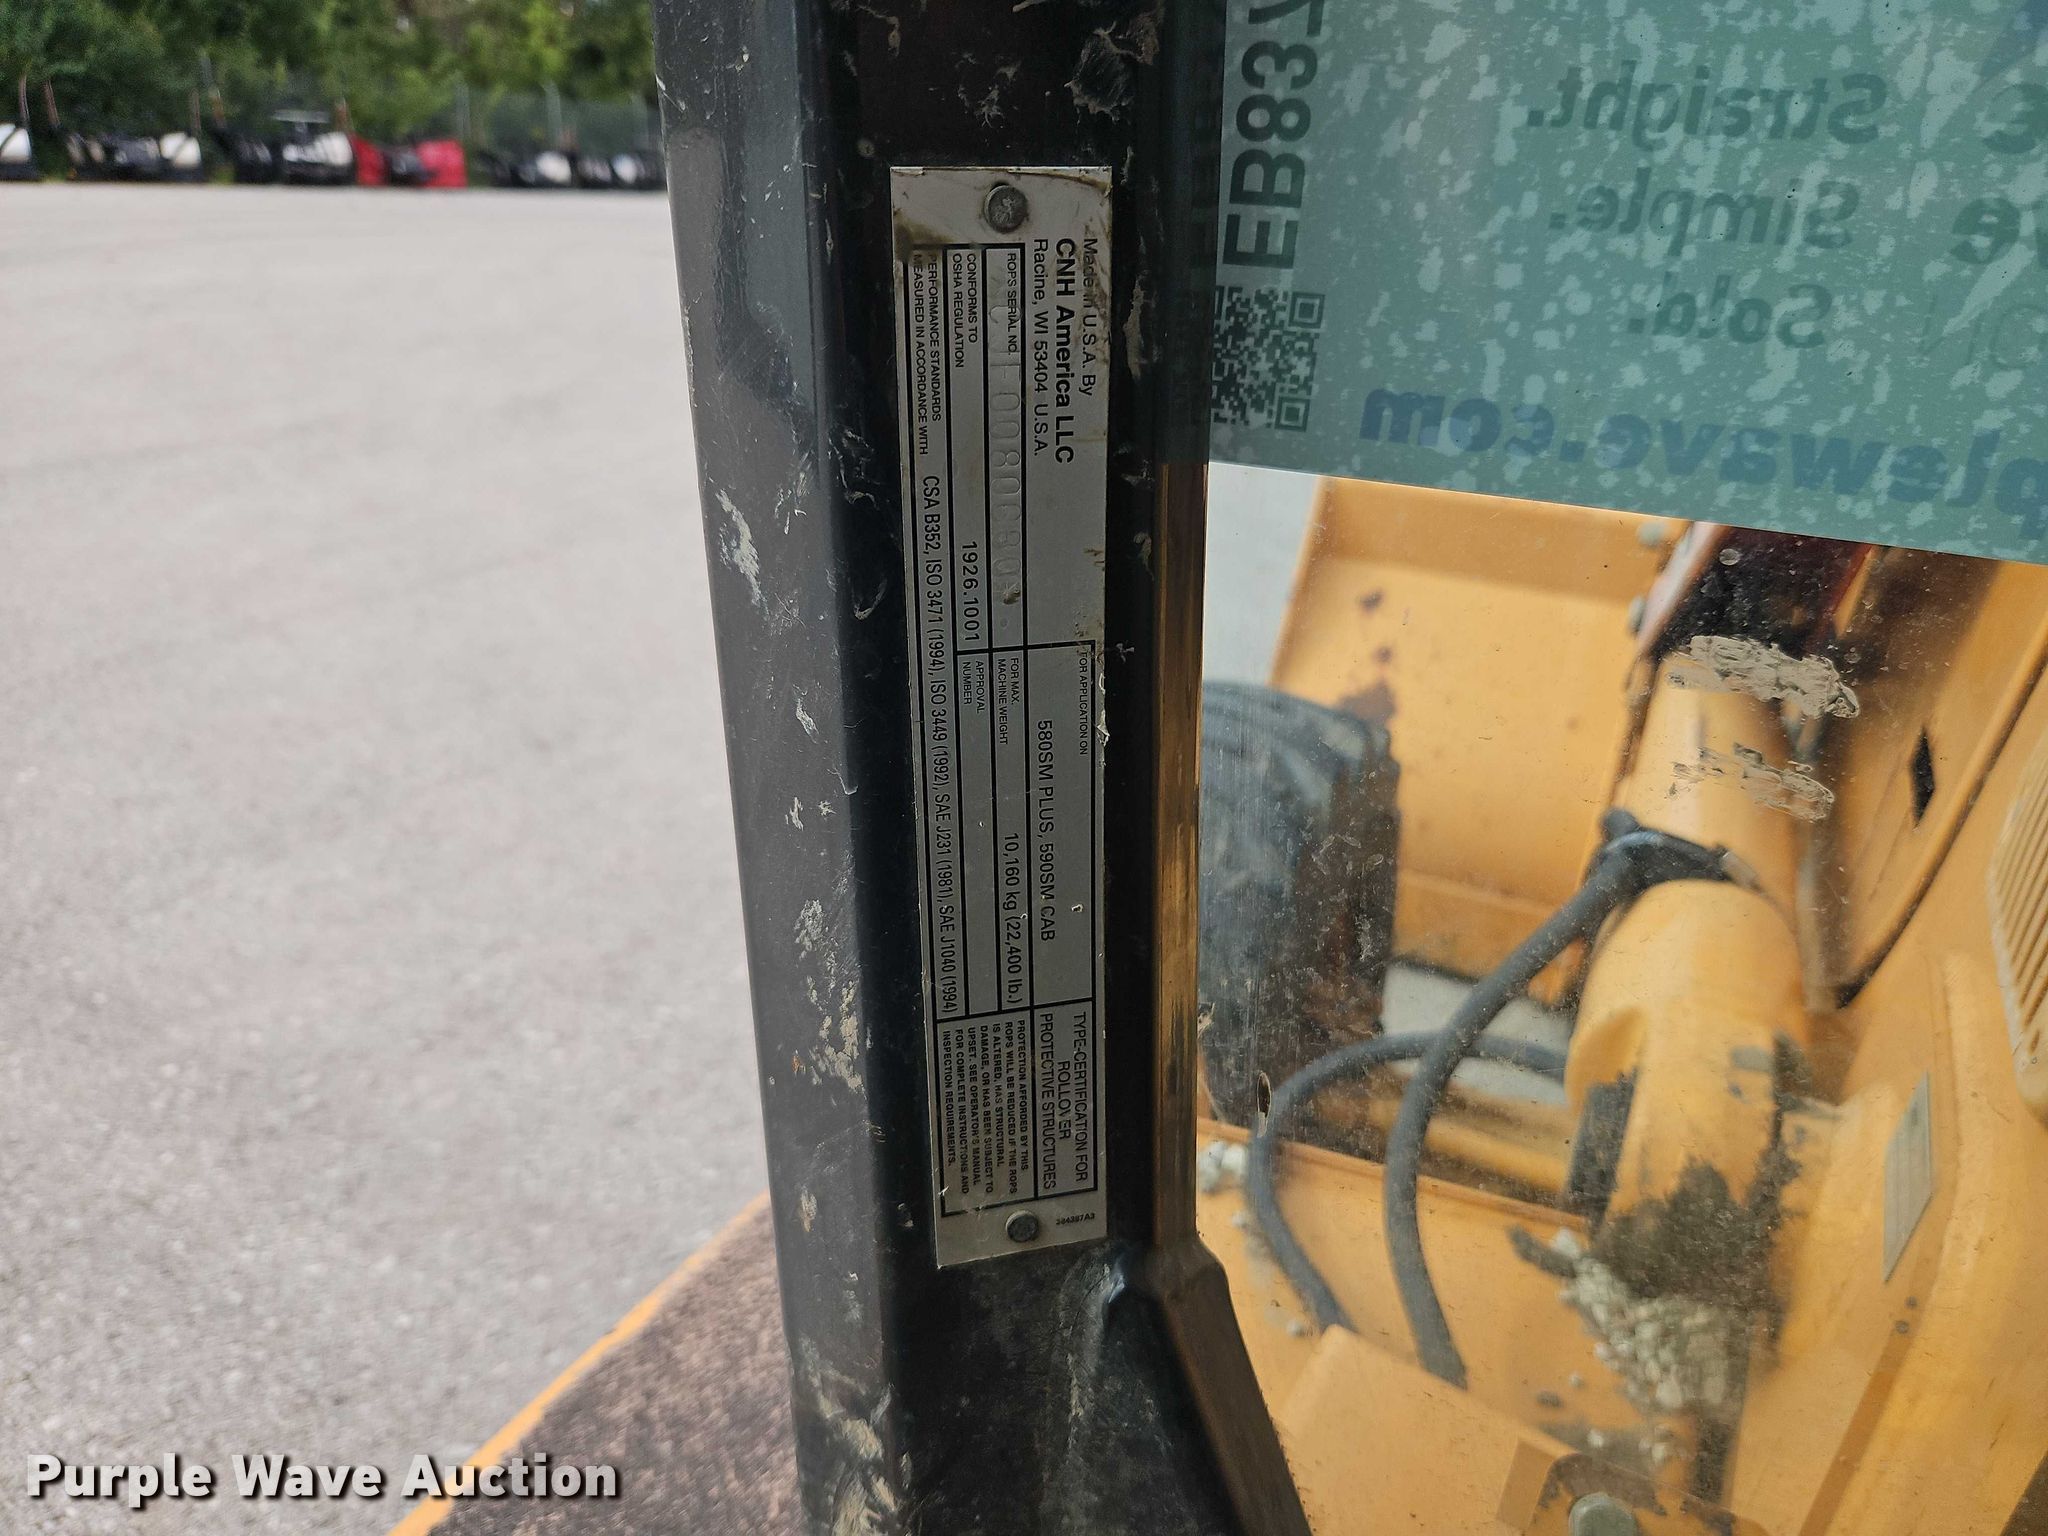 Made in U.S.A. By
CNH America LLC
Racine, WI 53404 U.S.A.
FOR APPLICATION ON
580SM PLUS, 590SM CAB
TYPE-CERTIFICATION FOR
ROLLOVER
PROTECTIVE STRUCTURES
ROPS SERIAL NO.
FOR MAX.
MACHINE WEIGHT
10,160 kg (22,400 lb.)
CONFORMS TO
OSHA REGULATION
1926.1001
APPROVAL
NUMBER
PERFORMANCE STANDARDS
MEASURED IN ACCORDANCE WITH
CSA B352, ISO 3471 (1994), ISO 3449 (1992), SAE J231 (1981), SAE J1040 (1994)
PROTECTION AFFORDED BY THIS
ROPS WILL BE REDUCED IF THE ROPS
IS ALTERED, HAS STRUCTURAL
DAMAGE, OR HAS BEEN SUBJECT TO
UPSET. SEE OPERATOR'S MANUAL
FOR COMPLETE INSTRUCTIONS AND
INSPECTION REQUIREMENTS.
EB837
Straight.
Simple.
Sold.
plewave.com
Purple Wave Auction